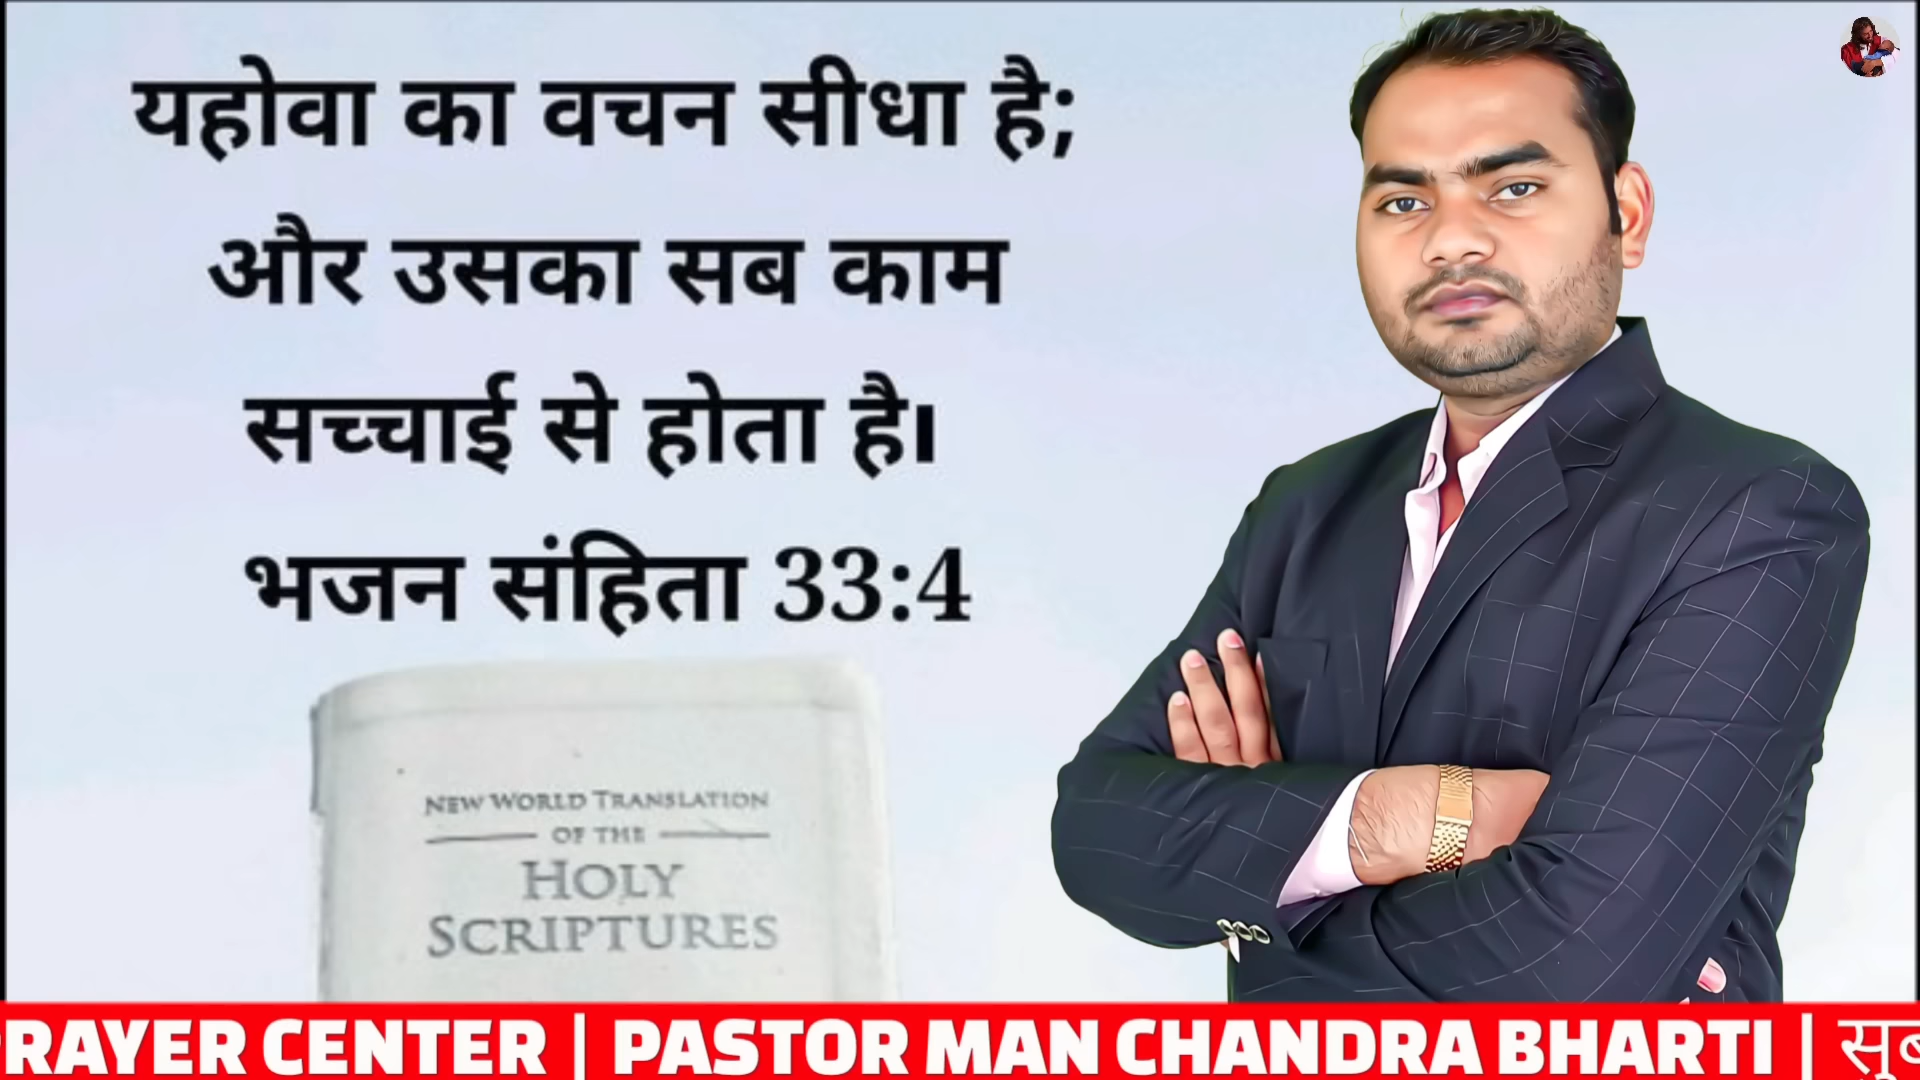 यहोवा का वचन सीधा है;
और उसका सब काम
सच्चाई से होता है।
भजन संहिता 33:4
NEW WORLD TRANSLATION
OF THE
HOLY
SCRIPTURES
RAYER CENTER | PASTOR MAN CHANDRA BHARTI |